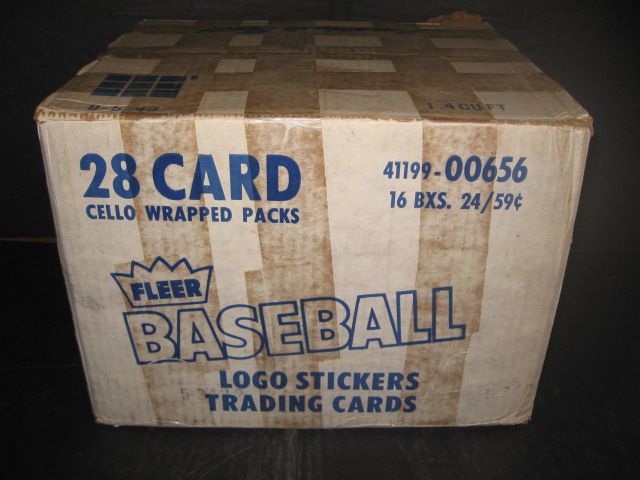 1.4 CU FT
28 CARD
CELLO WRAPPED PACKS
41199-00656
16 BXS. 24/59¢
FLEER
BASEBALL
LOGO STICKERS
TRADING CARDS